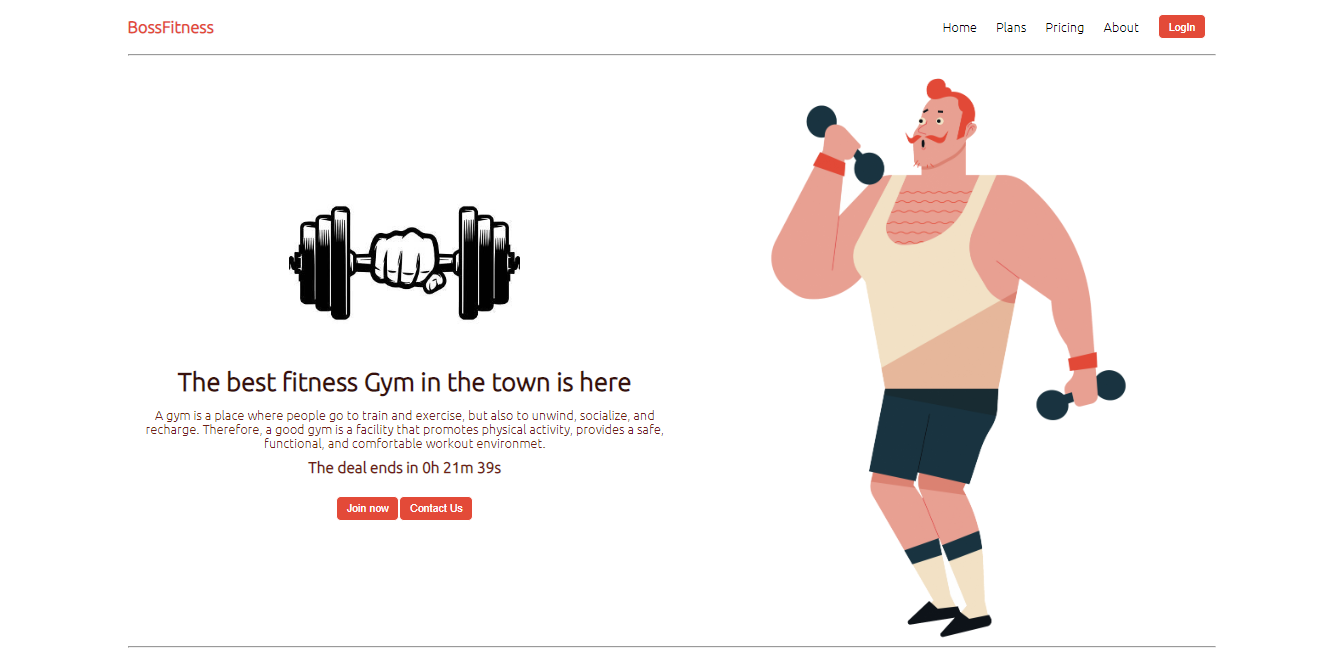 BossFitness
Home Plans Pricing About LogIn
The best fitness Gym in the town is here
A gym is a place where people go to train and exercise, but also to unwind, socialize, and
recharge. Therefore, a good gym is a facility that promotes physical activity, provides a safe,
functional, and comfortable workout environmet.
The deal ends in 0h 21m 39s
Join now Contact Us